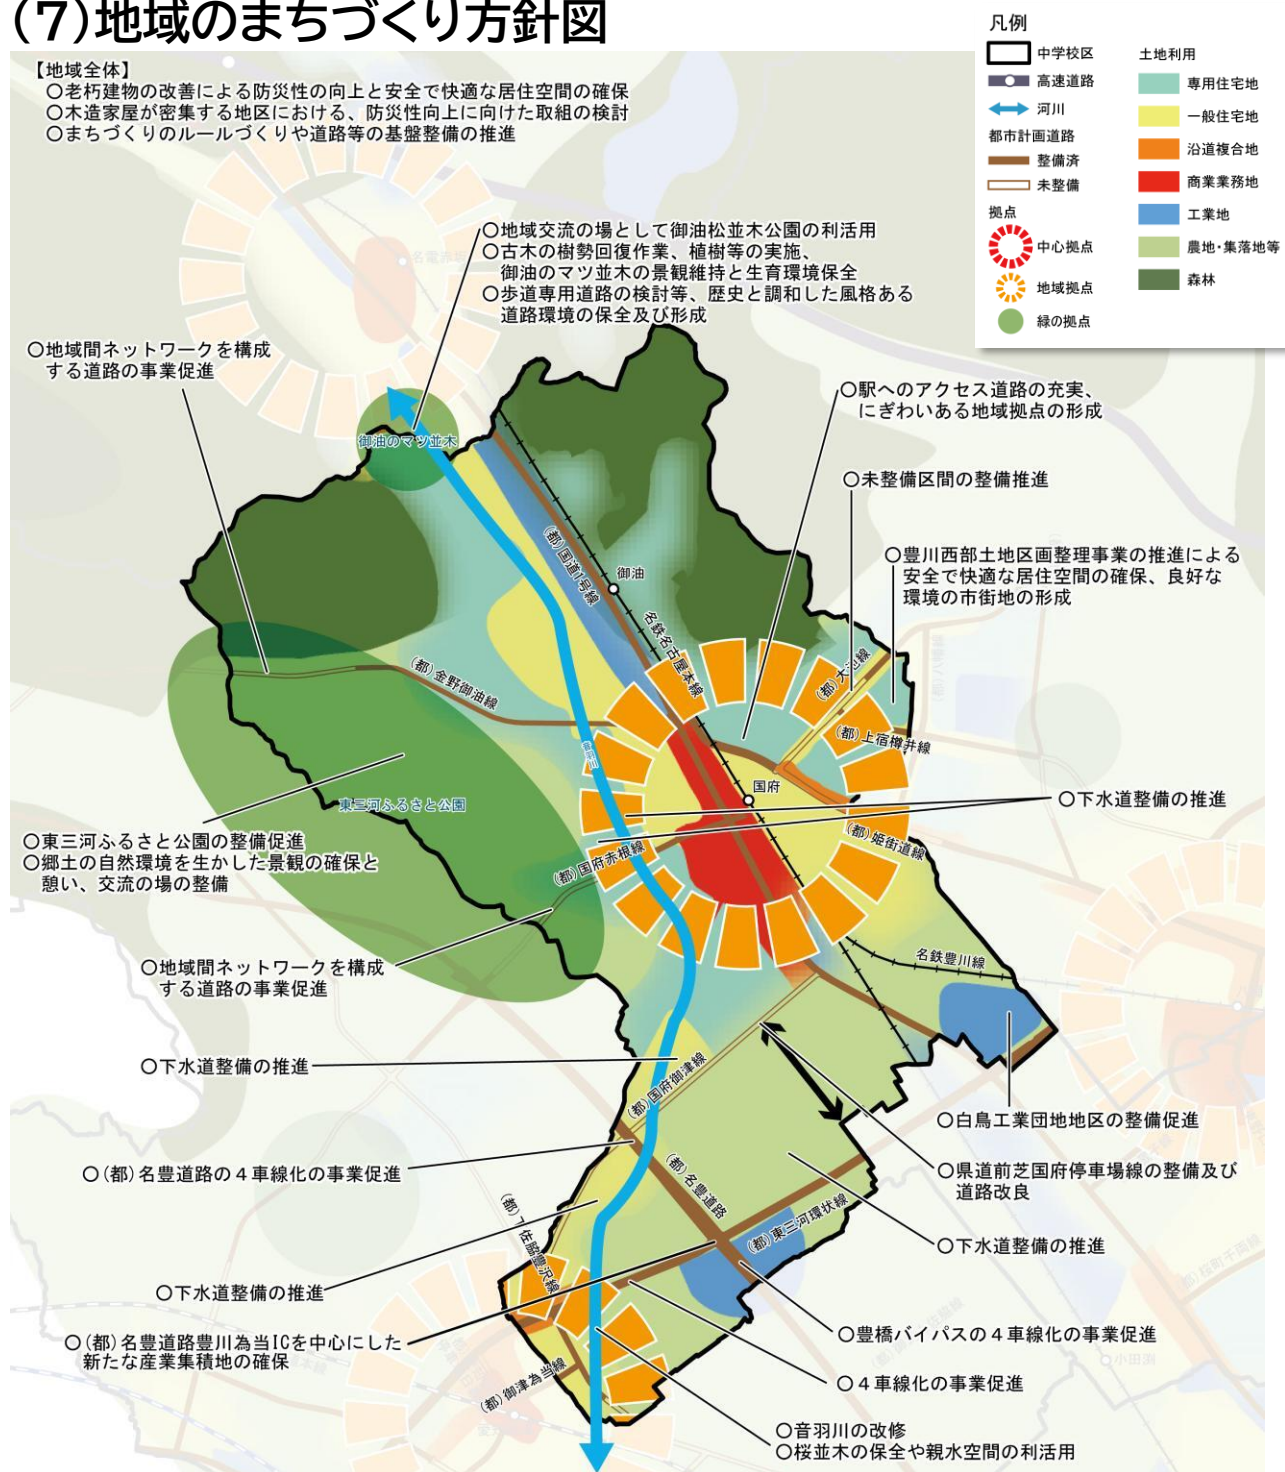 (7)地域のまちづくり方針図
【地域全体】
○老朽建物の改善による防災性の向上と安全で快適な居住空間の確保
○木造家屋が密集する地区における、防災性向上に向けた取組の検討
○まちづくりのルールづくりや道路等の基盤整備の推進
凡例
中学校区
高速道路
河川
都市計画道路
整備済
未整備
拠点
中心拠点
地域拠点
緑の拠点
土地利用
専用住宅地
一般住宅地
沿道複合地
商業業務地
工業地
農地・集落地等
森林
○地域交流の場として御油松並木公園の利活用
○古木の樹勢回復作業、植樹等の実施、
御油のマツ並木の景観維持と生育環境保全
○歩道専用道路の検討等、歴史と調和した風格ある
道路環境の保全及び形成
名電赤坂
○地域間ネットワークを構成
する道路の事業促進
○駅へのアクセス道路の充実、
にぎわいある地域拠点の形成
御油のマツ並木
○未整備区間の整備推進
○豊川西部土地区画整理事業の推進による
安全で快適な居住空間の確保、良好な
環境の市街地の形成
(都)国道1号線
御油
名鉄名古屋本線
(都)大池線
(都)金野御油線
(都)上宿樽井線
音羽川
国府
東三河ふるさと公園
○下水道整備の推進
(都)姫街道線
○東三河ふるさと公園の整備促進
○郷土の自然環境を生かした景観の確保と
憩い、交流の場の整備
(都)国府赤根線
名鉄豊川線
○地域間ネットワークを構成
する道路の事業促進
○下水道整備の推進
(都)国府御津線
○白鳥工業団地地区の整備促進
○県道前芝国府停車場線の整備及び
道路改良
○(都)名豊道路の4車線化の事業促進
(都)名豊道路
(都)東三河環状線
○下水道整備の推進
(都)下佐脇豊沢線
○下水道整備の推進
○(都)名豊道路豊川為当ICを中心にした
新たな産業集積地の確保
○豊橋バイパスの4車線化の事業促進
小田渕
(都)桜町千両線
(都)御津為当線
○4車線化の事業促進
○音羽川の改修
○桜並木の保全や親水空間の利活用